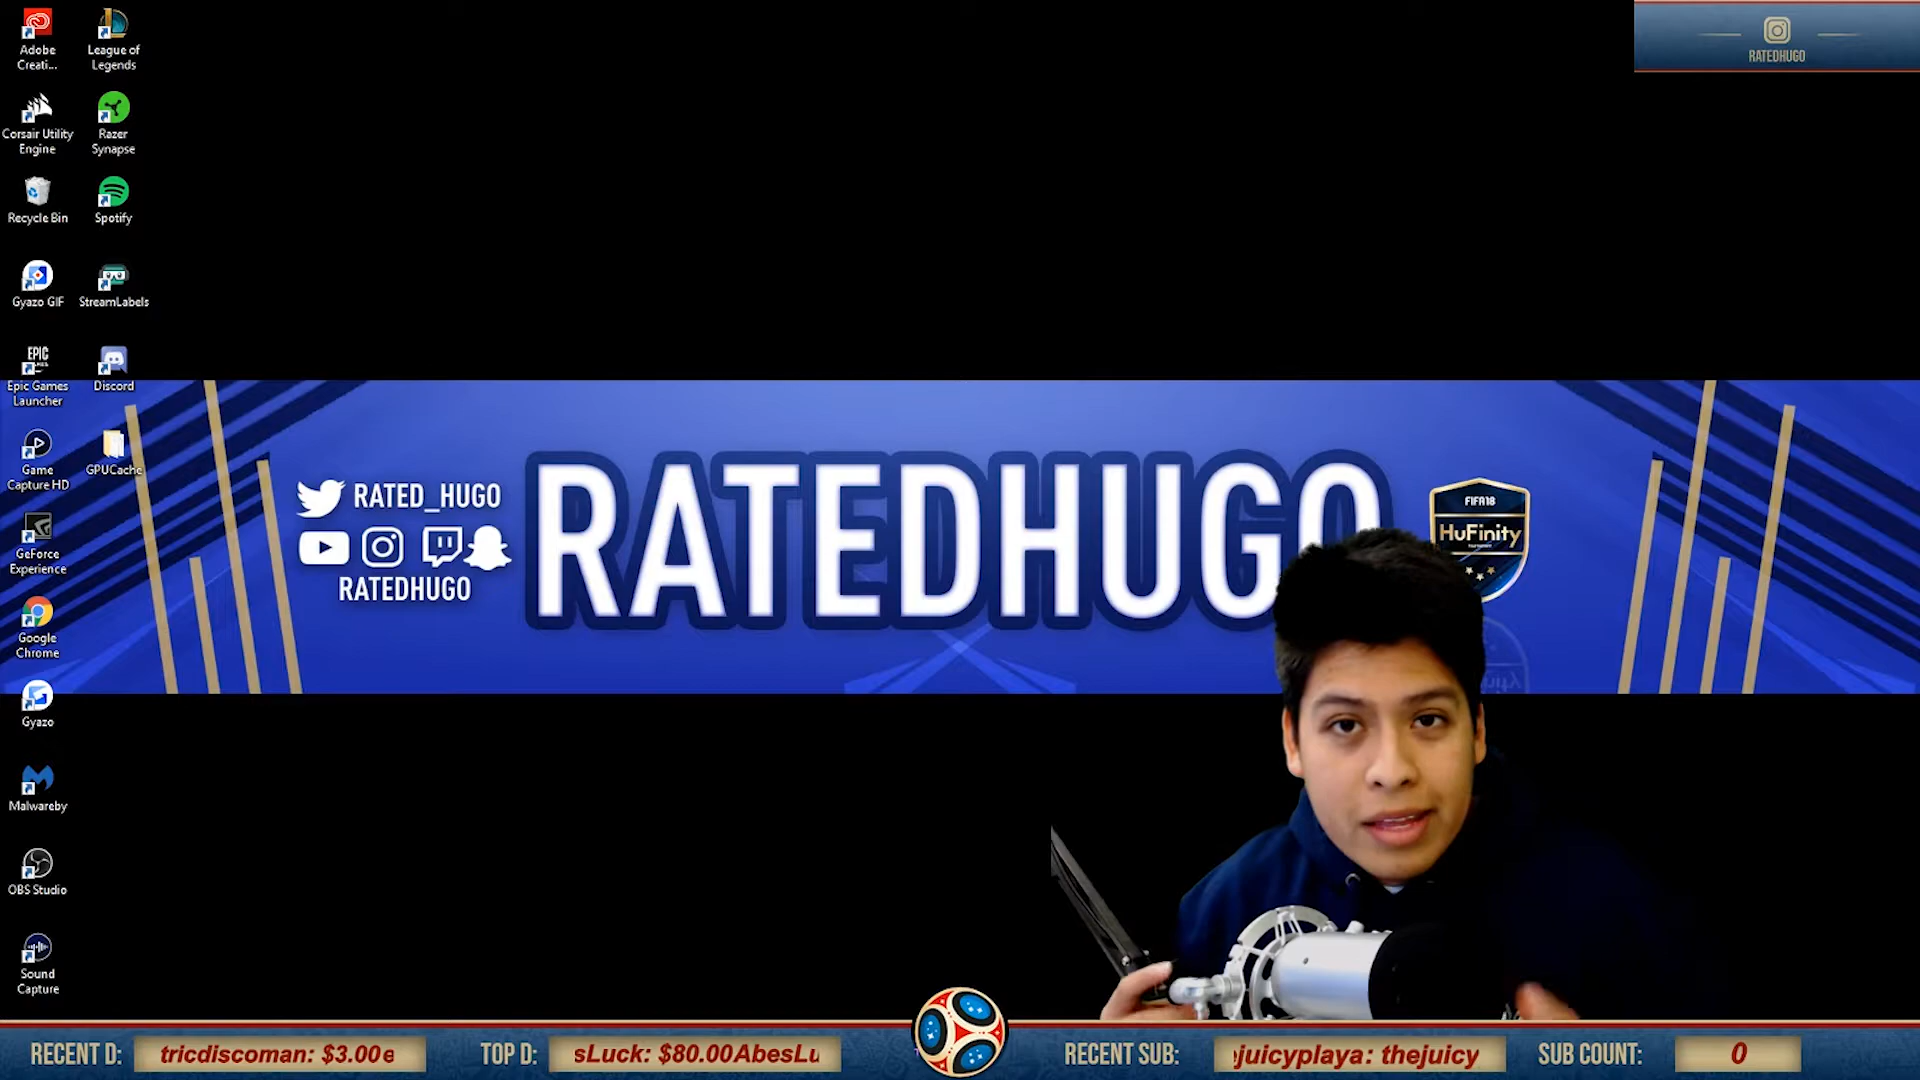 Adobe
Creati...
League of
Legends
Corsair Utility
Engine
Razer
Synapse
Recycle Bin
Spotify
Gyazo GIF
StreamLabels
EPIC
Epic Games
Launcher
Discord
Game
Capture HD
GPUCache
GeForce
Experience
Google
Chrome
Gyazo
Malwareby
OBS Studio
Sound
Capture
RATEDHUGO
RATED_HUGO
RATEDHUGO
RATEDHUGO
FIFA18
HuFinity
RECENT D: tricdiscoman: $3.00e
TOP D: sLuck: $80.00AbesLu
RECENT SUB: ejuicyplaya: thejuicy
SUB COUNT: 0